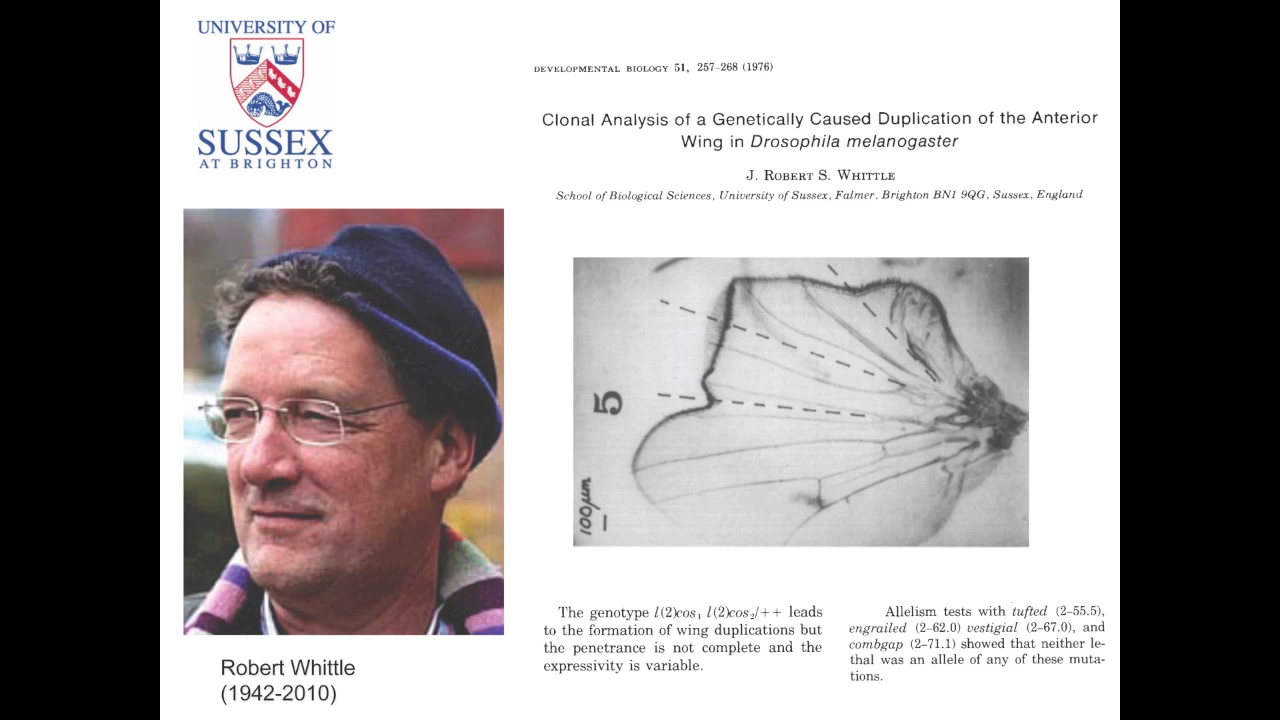 UNIVERSITY OF
SUSSEX
AT BRIGHTON
DEVELOPMENTAL BIOLOGY 51, 257–268 (1976)
Clonal Analysis of a Genetically Caused Duplication of the Anterior
Wing in Drosophila melanogaster
J. ROBERT S. WHITTLE
School of Biological Sciences, University of Sussex, Falmer, Brighton BN1 9QG, Sussex, England
5
100μm
The genotype l(2)cos₁ l(2)cos₂/++ leads
to the formation of wing duplications but
the penetrance is not complete and the
expressivity is variable.
Allelism tests with tufted (2–55.5),
engrailed (2–62.0) vestigial (2–67.0), and
combgap (2–71.1) showed that neither le-
thal was an allele of any of these muta-
tions.
Robert Whittle
(1942-2010)